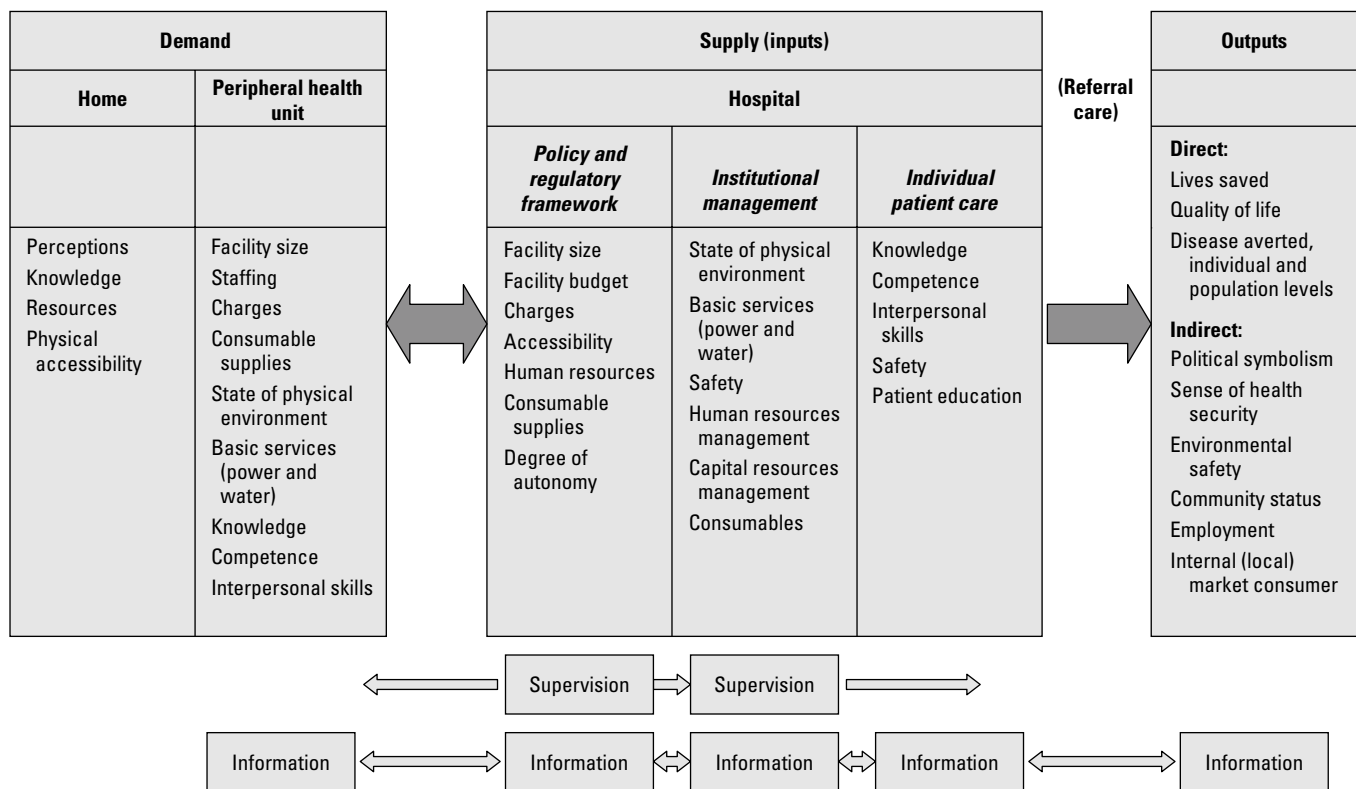 Demand
Home
Peripheral health
unit
Perceptions
Knowledge
Resources
Physical
accessibility
Facility size
Staffing
Charges
Consumable
supplies
State of physical
environment
Basic services
(power and
water)
Knowledge
Competence
Interpersonal skills
Supply (inputs)
Hospital
Policy and
regulatory
framework
Facility size
Facility budget
Charges
Accessibility
Human resources
Consumable
supplies
Degree of
autonomy
Institutional
management
State of physical
environment
Basic services
(power and
water)
Safety
Human resources
management
Capital resources
management
Consumables
Individual
patient care
Knowledge
Competence
Interpersonal
skills
Safety
Patient education
(Referral
care)
Outputs
Direct:
Lives saved
Quality of life
Disease averted,
individual and
population levels
Indirect:
Political symbolism
Sense of health
security
Environmental
safety
Community status
Employment
Internal (local)
market consumer
Supervision
Supervision
Information
Information
Information
Information
Information